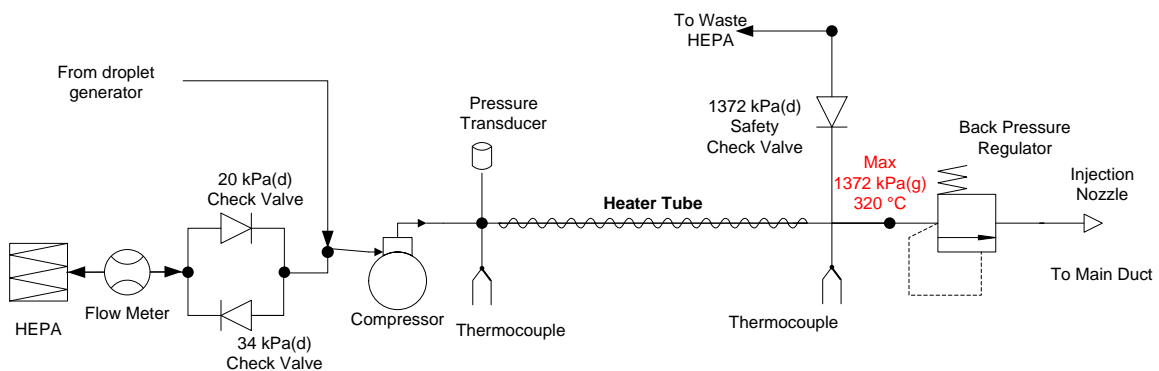 To Waste
HEPA
From droplet
generator
Pressure
Transducer
1372 kPa(d)
Safety
Check Valve
Back Pressure
Regulator
Max
1372 kPa(g)
320 °C
Injection
Nozzle
20 kPa(d)
Check Valve
Heater Tube
To Main Duct
HEPA
Flow Meter
Compressor
Thermocouple
Thermocouple
34 kPa(d)
Check Valve